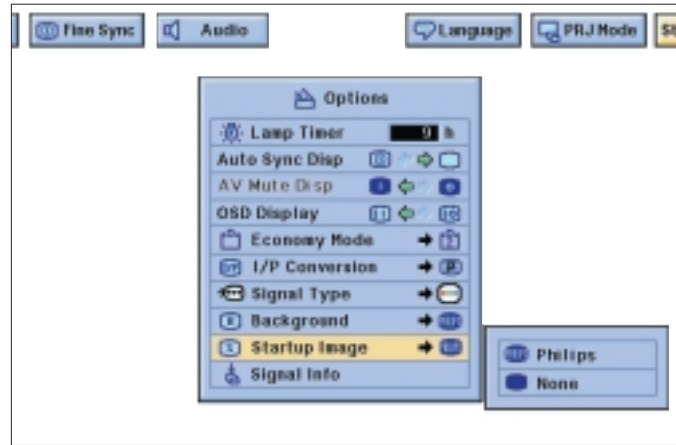 Fine Sync
Audio
Language
PRJ Mode
Options
Lamp Timer 9 h
Auto Sync Disp
AV Mute Disp
OSD Display
Economy Mode
I/P Conversion
Signal Type
Background
Startup Image
Signal Info
Philips
None